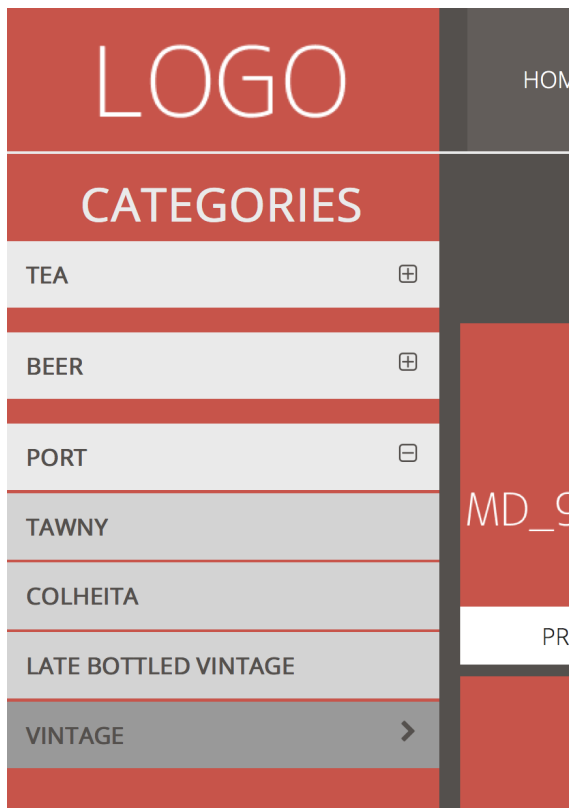 LOGO
CATEGORIES
TEA
BEER
PORT
TAWNY
COLHEITA
LATE BOTTLED VINTAGE
VINTAGE